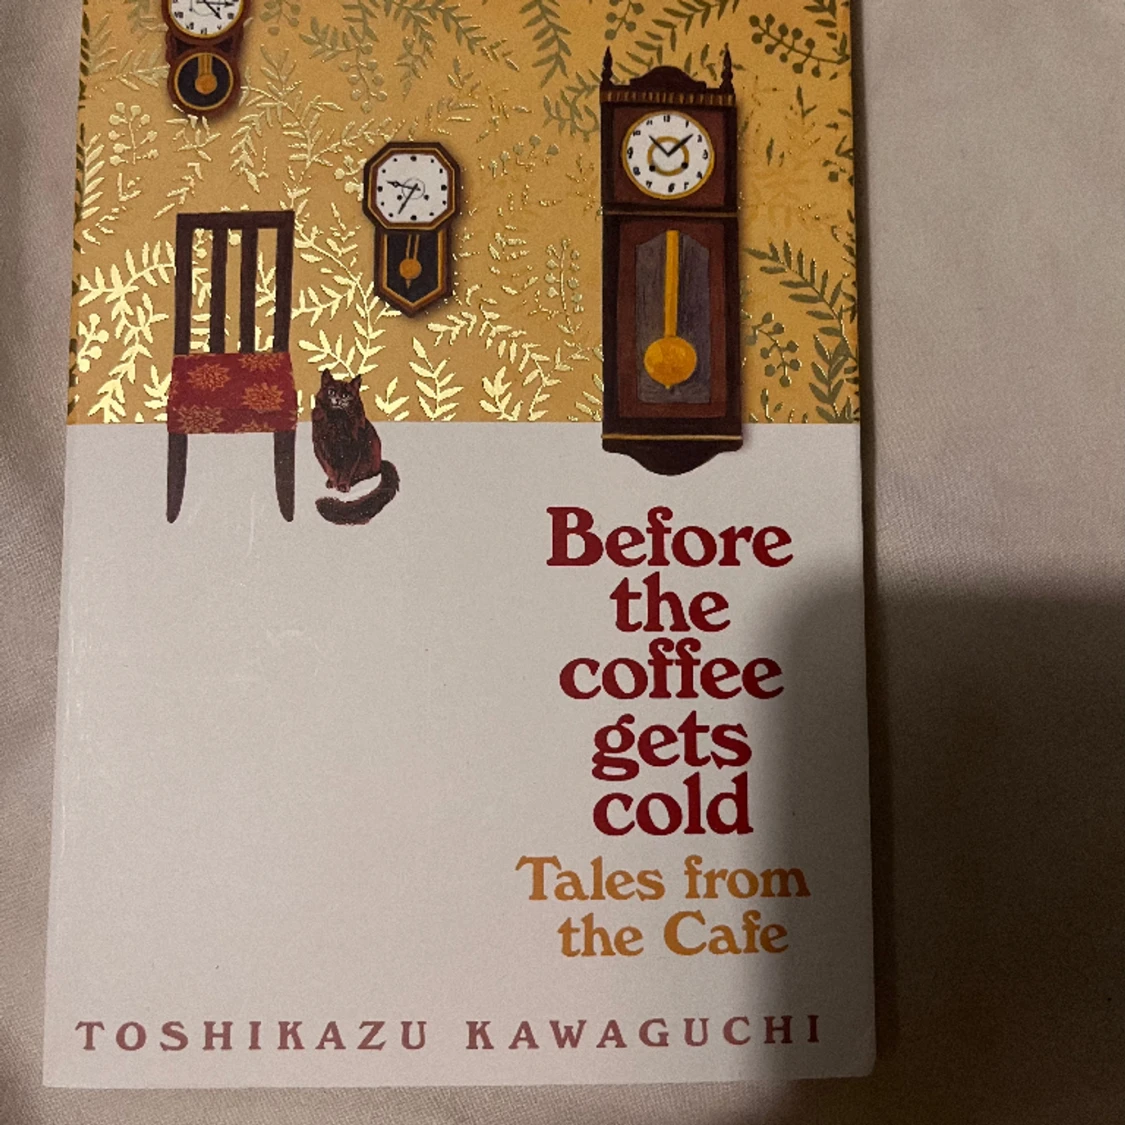 Before
the
coffee
gets
cold
Tales from
the Cafe
TOSHIKAZU KAWAGUCHI